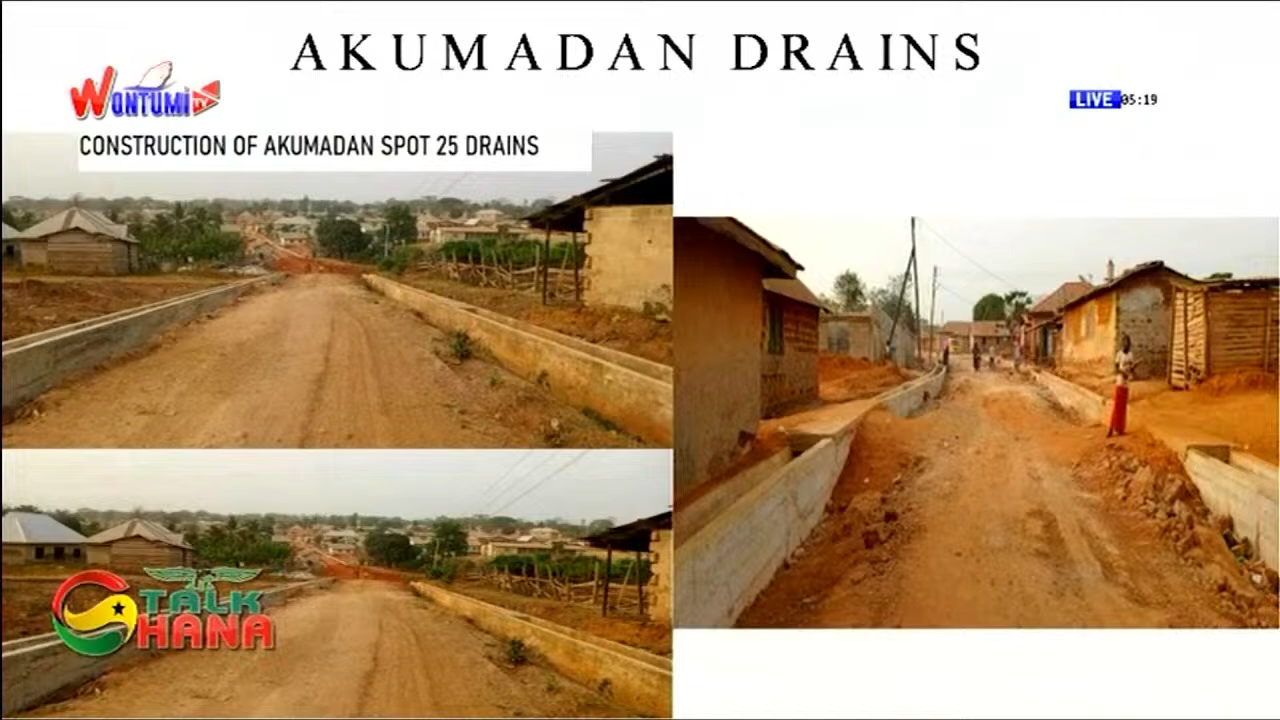 AKUMADAN DRAINS
WONTUMI TV
LIVE 05:19
CONSTRUCTION OF AKUMADAN SPOT 25 DRAINS
TALK
GHANA